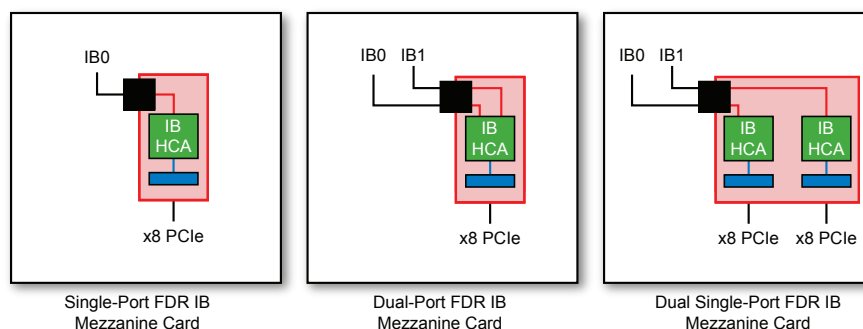 IB0
IB
HCA
x8 PCIe
Single-Port FDR IB
Mezzanine Card
IB0 IB1
IB
HCA
x8 PCIe
Dual-Port FDR IB
Mezzanine Card
IB0 IB1
IB IB
HCA HCA
x8 PCIe x8 PCIe
Dual Single-Port FDR IB
Mezzanine Card